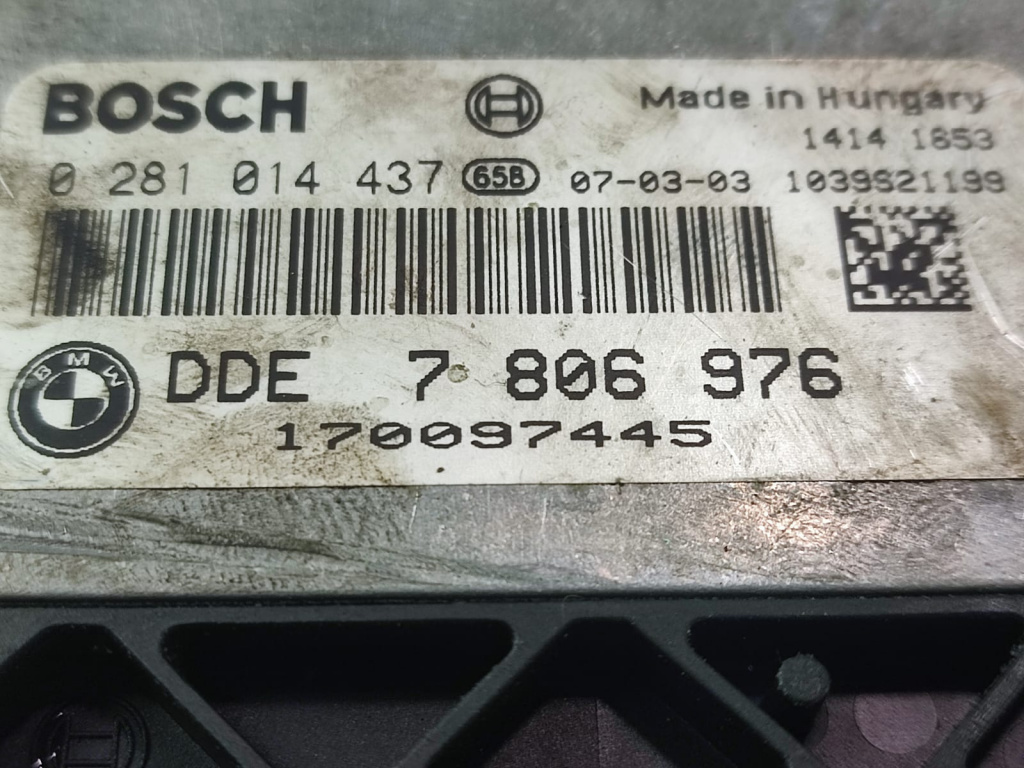 BOSCH
Made in Hungary
1414 1853
0 281 014 437 65B 07-03-03 1039S21199
BMW
DDE 7 806 976
170097445